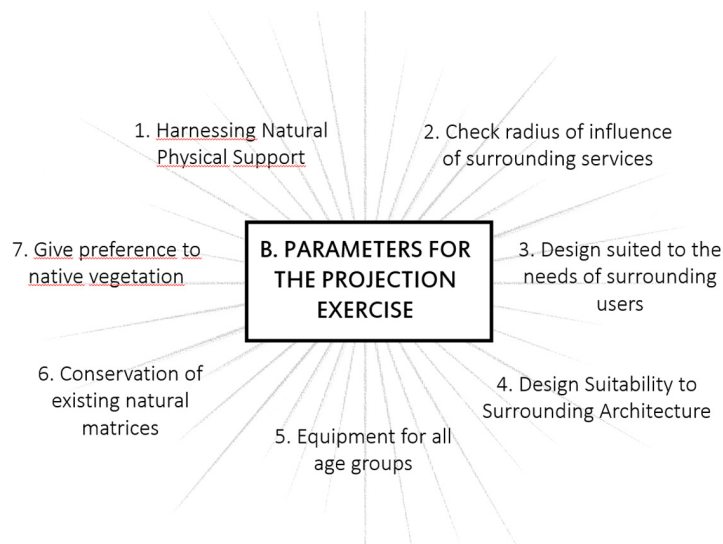 1. Harnessing Natural
Physical Support
2. Check radius of influence
of surrounding services
B. PARAMETERS FOR
THE PROJECTION
EXERCISE
3. Design suited to the
needs of surrounding
users
4. Design Suitability to
Surrounding Architecture
5. Equipment for all
age groups
6. Conservation of
existing natural
matrices
7. Give preference to
native vegetation